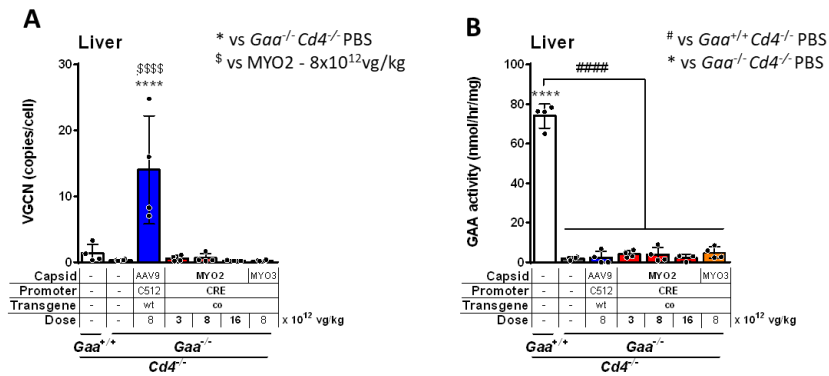 A
Liver
* vs Gaa-/- Cd4-/- PBS
$ vs MYO2 - 8x10¹²vg/kg
VGCN (copies/cell)
30
20
10
0
$$$$
****
Capsid - - AAV9 MYO2 MYO3
Promoter - - C512 CRE
Transgene - - wt co
Dose - - 8 3 8 16 8 x 10¹² vg/kg
Gaa+/+ Gaa-/-
Cd4-/-
B
Liver
# vs Gaa+/+ Cd4-/- PBS
* vs Gaa-/- Cd4-/- PBS
GAA activity (nmol/hr/mg)
100
80
60
40
20
0
****
####
Capsid - - AAV9 MYO2 MYO3
Promoter - - C512 CRE
Transgene - - wt co
Dose - - 8 3 8 16 8 x 10¹² vg/kg
Gaa+/+ Gaa-/-
Cd4-/-